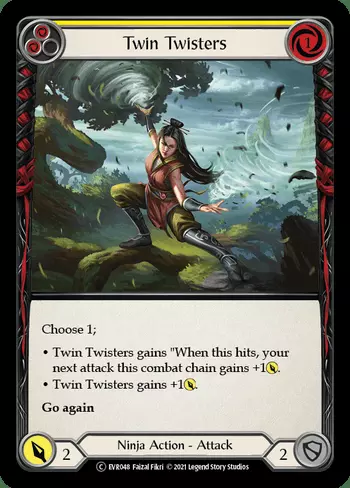 Twin Twisters
1
Choose 1;
• Twin Twisters gains "When this hits, your
next attack this combat chain gains +1.
• Twin Twisters gains +1.
Go again
2
Ninja Action - Attack
2
C EVR048 Faizal Fikri © 2021 Legend Story Studios